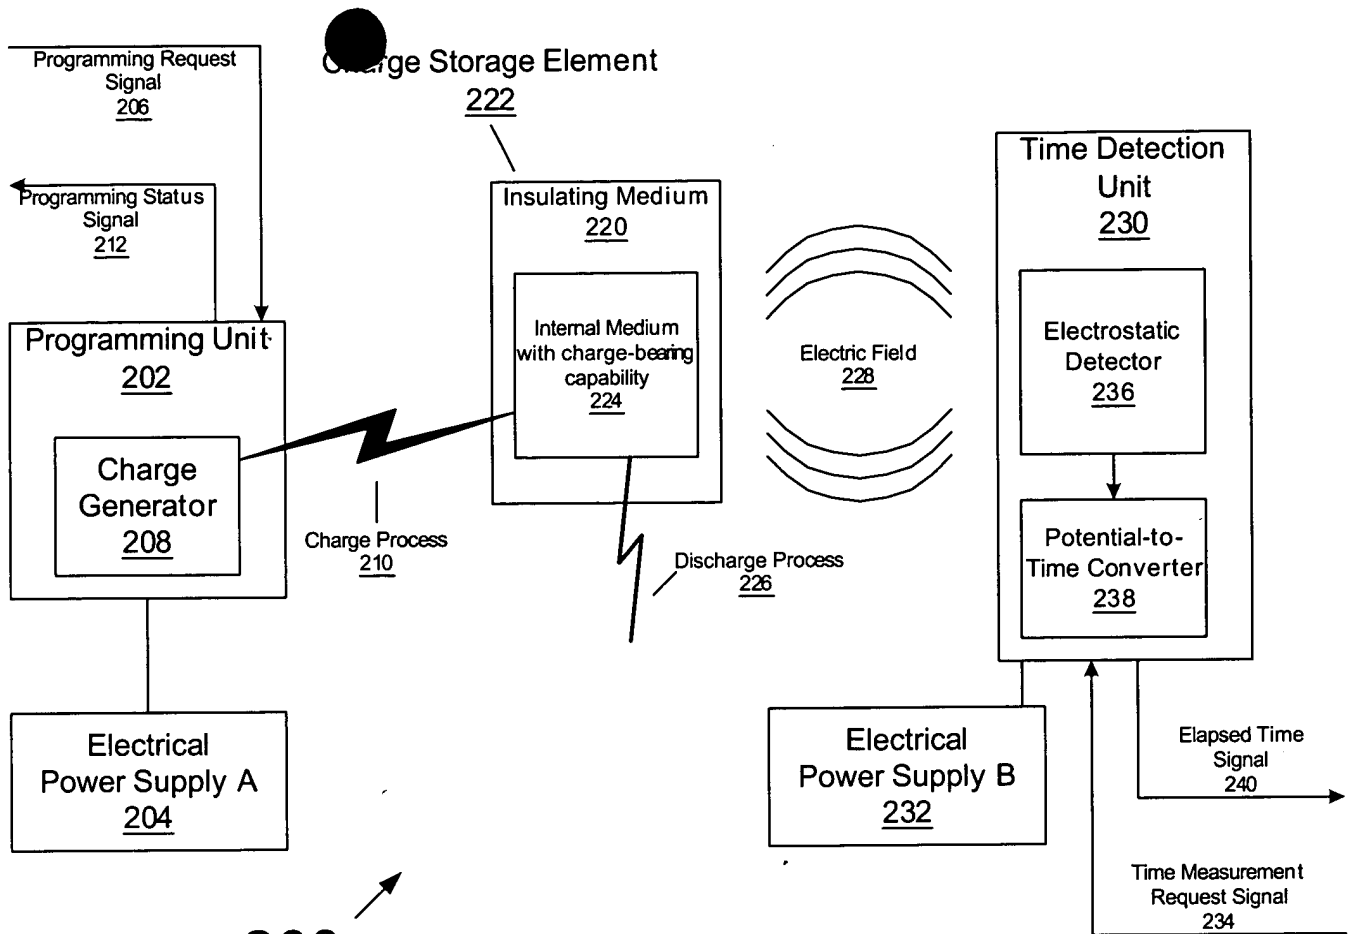 Programming Request
Signal
206
Programming Status
Signal
212
Programming Unit
202
Charge
Generator
208
Electrical
Power Supply A
204
Charge Process
210
Charge Storage Element
222
Insulating Medium
220
Internal Medium
with charge-bearing
capability
224
Discharge Process
226
Electric Field
228
Time Detection
Unit
230
Electrostatic
Detector
236
Potential-to-
Time Converter
238
Electrical
Power Supply B
232
Elapsed Time
Signal
240
Time Measurement
Request Signal
234